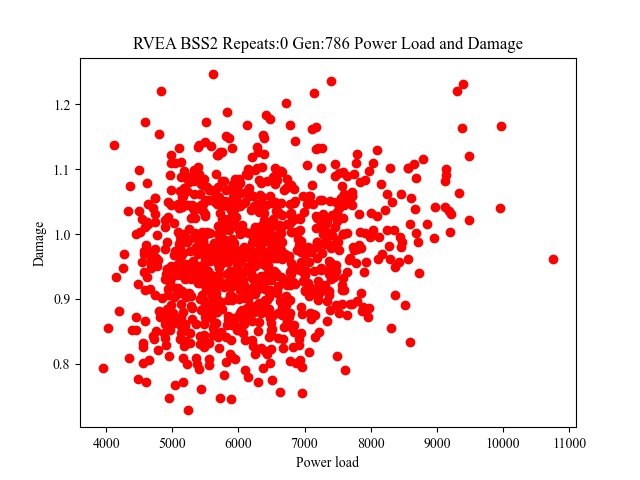 RVEA BSS2 Repeats:0 Gen:786 Power Load and Damage
1.2
1.1
1.0
0.9
0.8
Damage
4000 5000 6000 7000 8000 9000 10000 11000
Power load